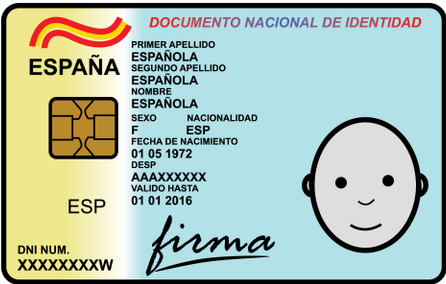 DOCUMENTO NACIONAL DE IDENTIDAD
ESPAÑA
PRIMER APELLIDO
ESPAÑOLA
SEGUNDO APELLIDO
ESPAÑOLA
NOMBRE
ESPAÑOLA
SEXO NACIONALIDAD
F ESP
FECHA DE NACIMIENTO
01 05 1972
DESP
AAAXXXXXX
VALIDO HASTA
01 01 2016
ESP
firma
DNI NUM.
XXXXXXXXW